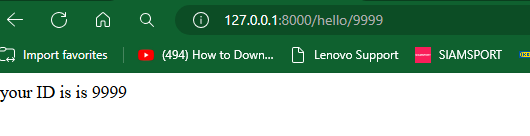 127.0.0.1:8000/hello/9999
Import favorites (494) How to Down... Lenovo Support SIAMSPORT
your ID is is 9999